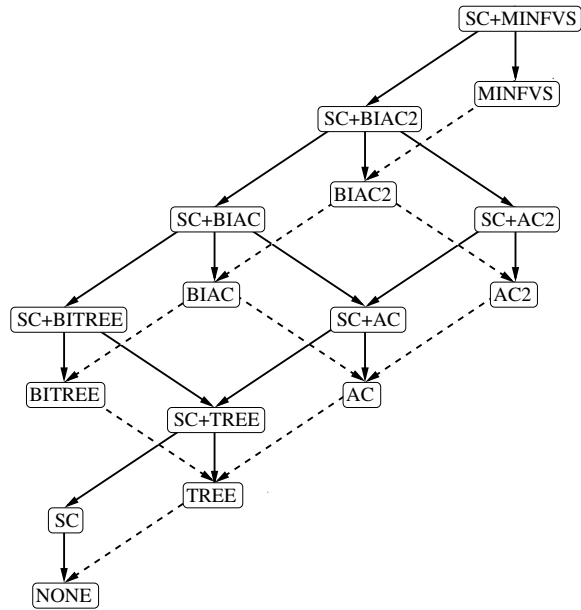 SC+MINFVS
MINFVS
SC+BIAC2
BIAC2
SC+BIAC
SC+AC2
BIAC
AC2
SC+BITREE
SC+AC
BITREE
AC
SC+TREE
TREE
SC
NONE